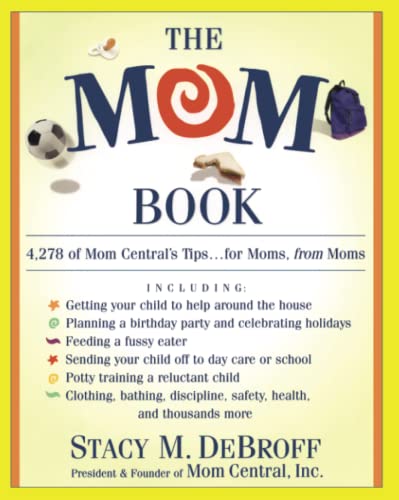 THE
MOM
BOOK
4,278 of Mom Central's Tips...for Moms, from Moms
INCLUDING:
Getting your child to help around the house
Planning a birthday party and celebrating holidays
Feeding a fussy eater
Sending your child off to day care or school
Potty training a reluctant child
Clothing, bathing, discipline, safety, health,
and thousands more
STACY M. DEBROFF
President & Founder of Mom Central, Inc.